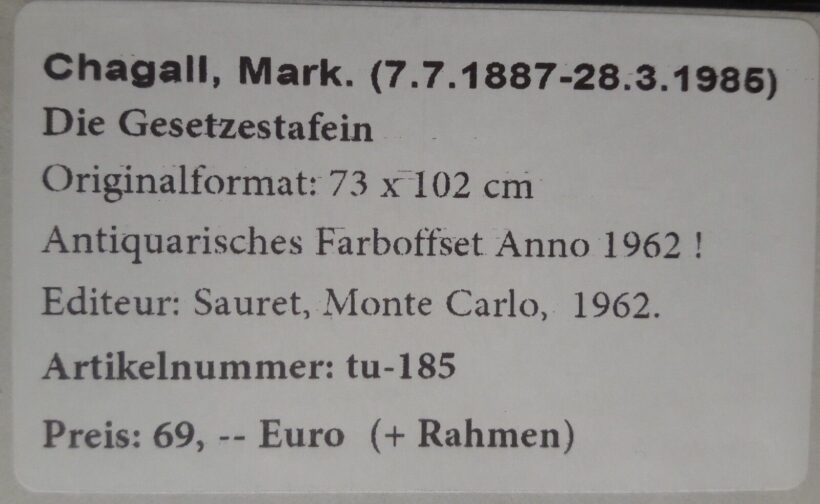 Chagall, Mark. (7.7.1887-28.3.1985)
Die Gesetzestafein
Originalformat: 73 x 102 cm
Antiquarisches Farboffset Anno 1962 !
Editeur: Sauret, Monte Carlo, 1962.
Artikelnummer: tu-185
Preis: 69, -- Euro (+ Rahmen)